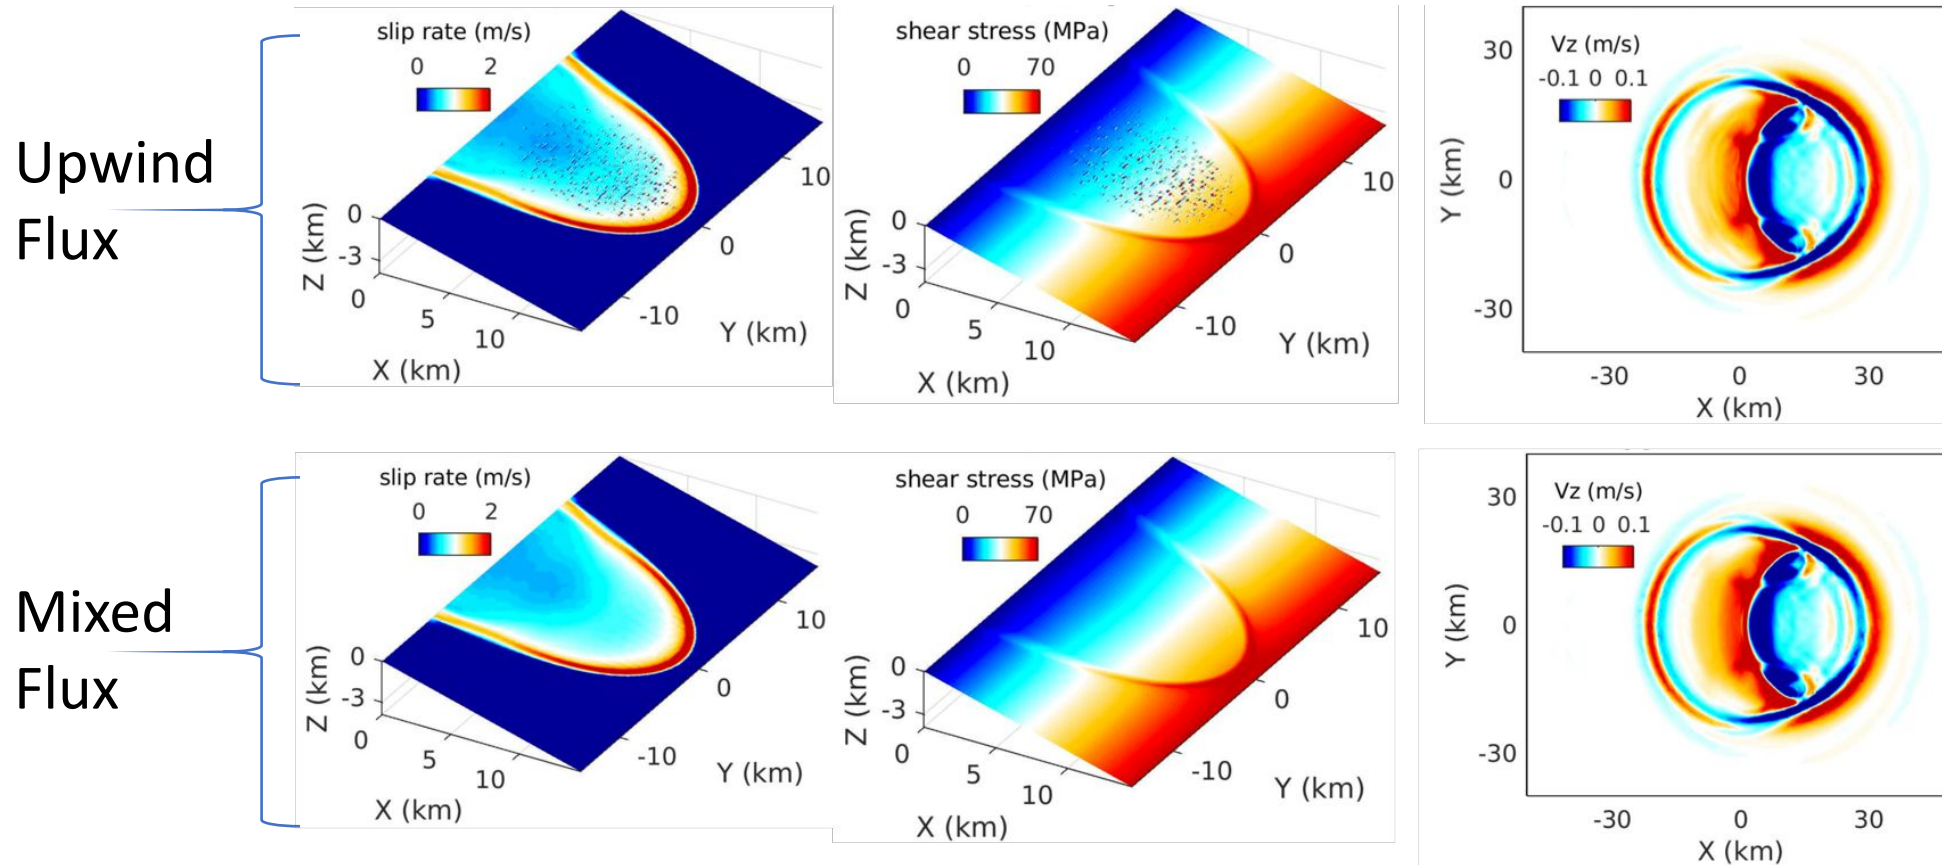 Upwind
Flux
slip rate (m/s)
0 2
0
-3
Z (km)
0
5
10
X (km)
-10
0
10
Y (km)
shear stress (MPa)
0 70
0
-3
Z (km)
0
5
10
X (km)
-10
0
10
Y (km)
Vz (m/s)
-0.1 0 0.1
30
0
-30
Y (km)
-30 0 30
X (km)
Mixed
Flux
slip rate (m/s)
0 2
0
-3
Z (km)
0
5
10
X (km)
-10
0
10
Y (km)
shear stress (MPa)
0 70
0
-3
Z (km)
0
5
10
X (km)
-10
0
10
Y (km)
Vz (m/s)
-0.1 0 0.1
30
0
-30
Y (km)
-30 0 30
X (km)